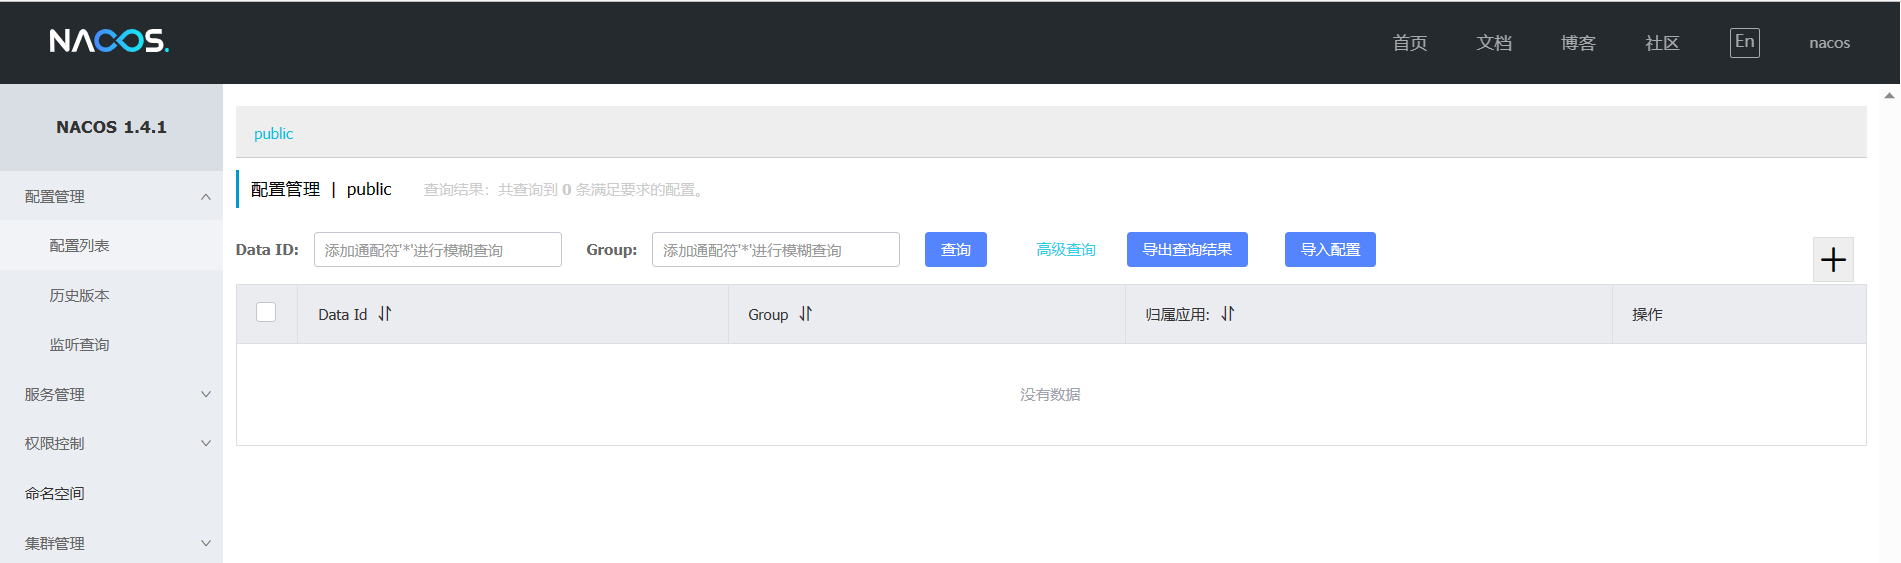 NACOS.
首页 文档 博客 社区 En nacos
NACOS 1.4.1
配置管理
配置列表
历史版本
监听查询
服务管理
权限控制
命名空间
集群管理
public
配置管理 | public 查询结果：共查询到 0 条满足要求的配置。
Data ID: 添加通配符'*'进行模糊查询 Group: 添加通配符'*'进行模糊查询 查询 高级查询 导出查询结果 导入配置
Data Id Group 归属应用: 操作
没有数据